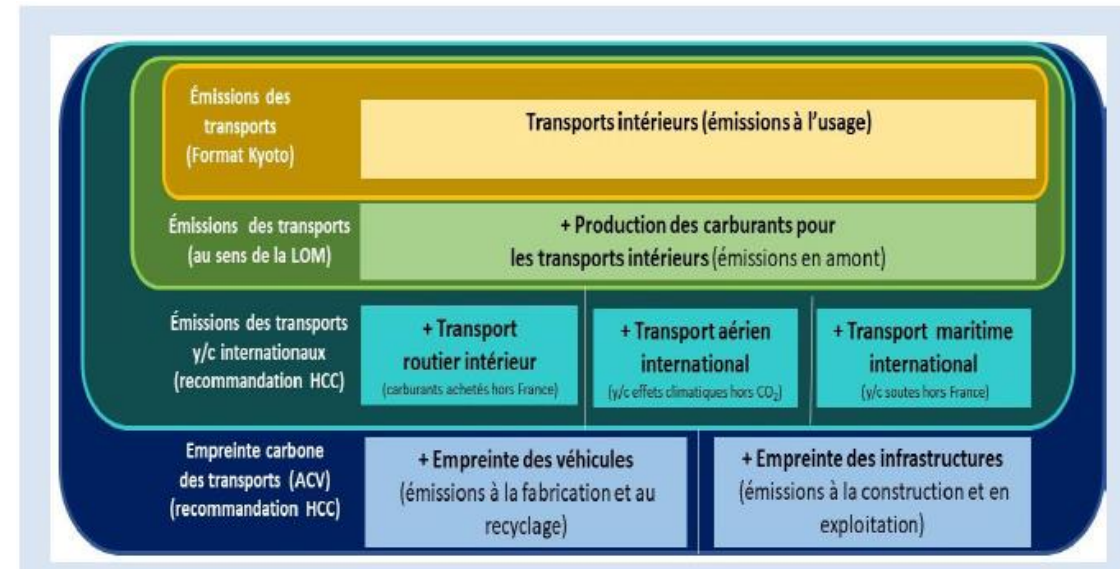 Émissions des
transports
(Format Kyoto)
Transports intérieurs (émissions à l’usage)
Émissions des transports
(au sens de la LOM)
+ Production des carburants pour
les transports intérieurs (émissions en amont)
Émissions des transports
y/c internationaux
(recommandation HCC)
+ Transport
routier intérieur
(carburants achetés hors France)
+ Transport aérien
international
(y/c effets climatiques hors CO₂)
+ Transport maritime
international
(y/c soutes hors France)
Empreinte carbone
des transports (ACV)
(recommandation HCC)
+ Empreinte des véhicules
(émissions à la fabrication et au
recyclage)
+ Empreinte des infrastructures
(émissions à la construction et en
exploitation)